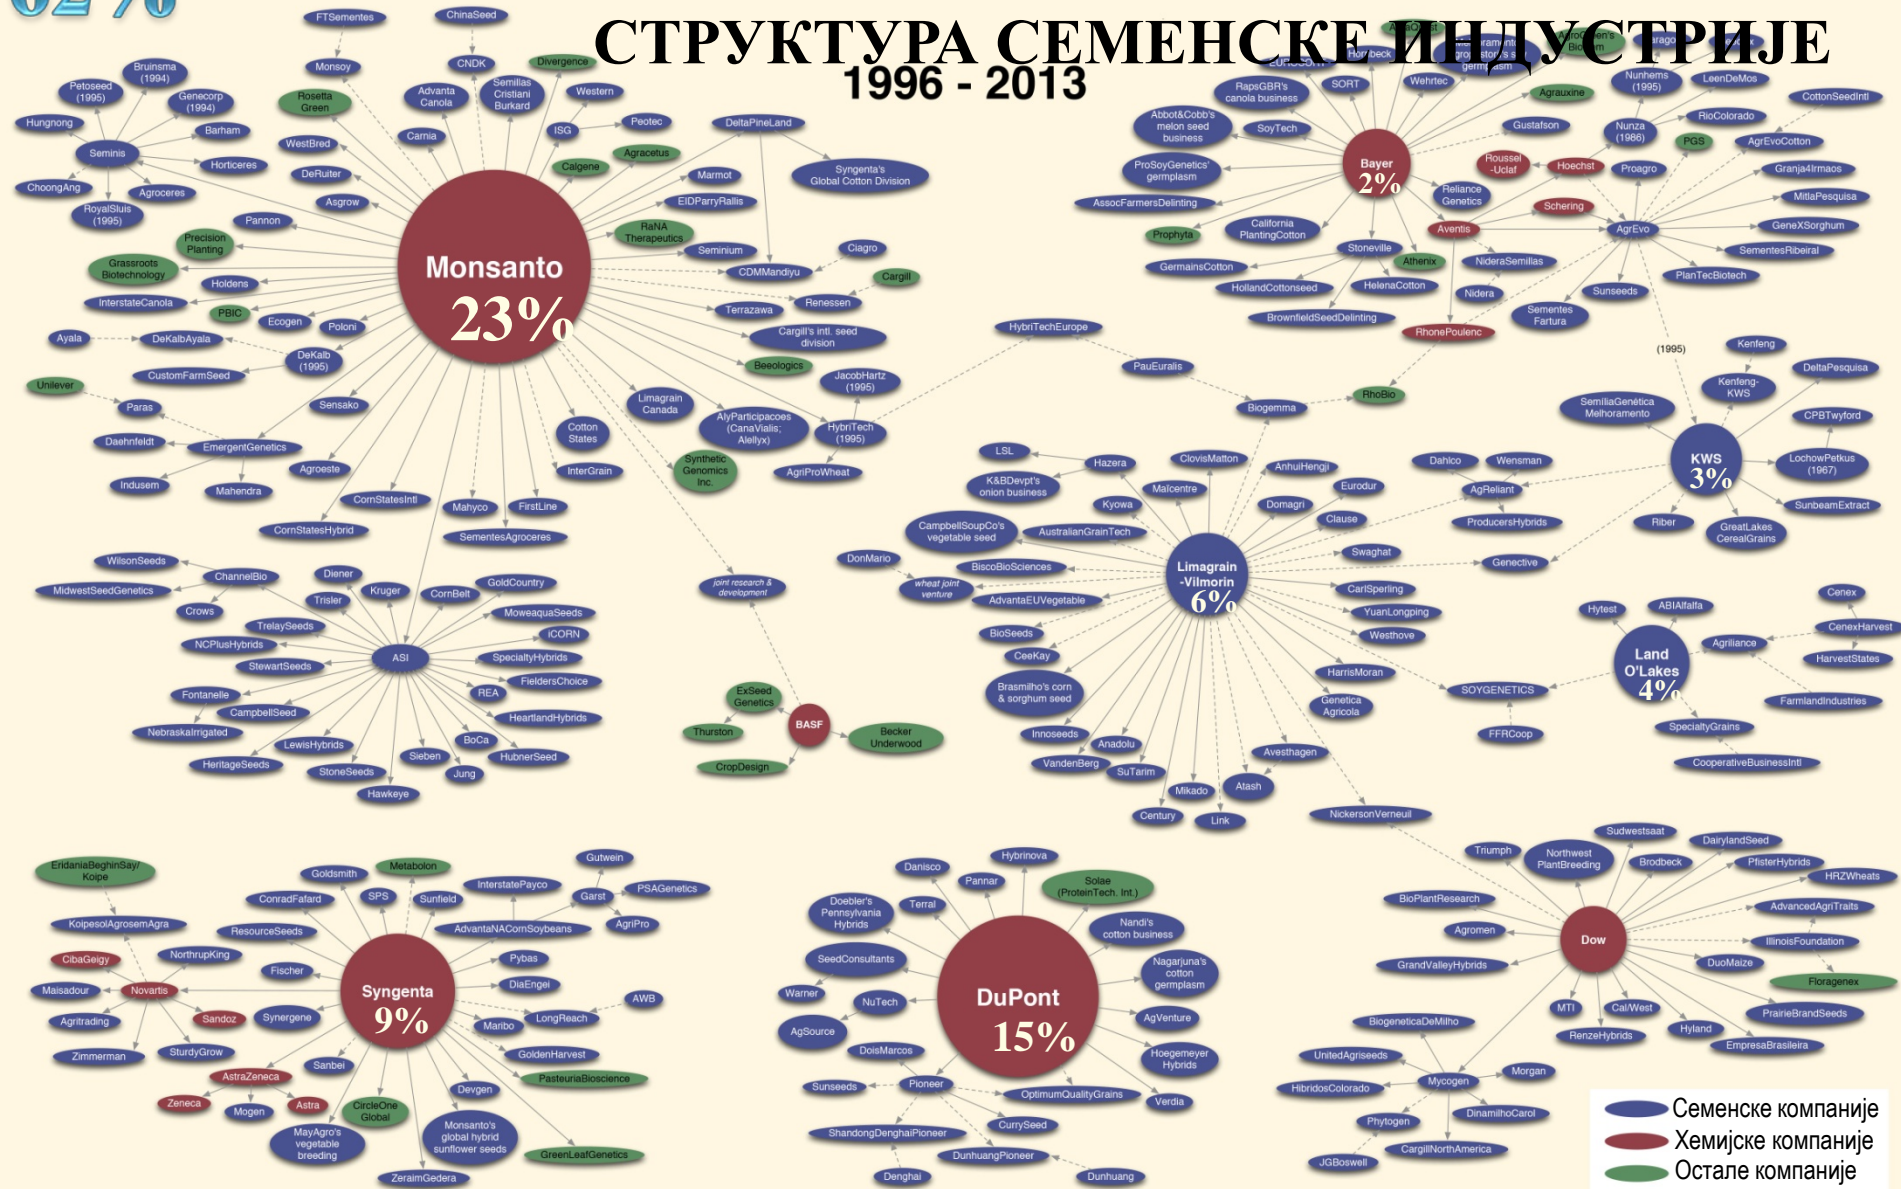 62%
СТРУКТУРА СЕМЕНСКЕ ИНДУСТРИЈЕ
1996 - 2013
FTSementes
ChinaSeed
Monsoy
CNDK
Divergence
Bruinsma
(1994)
Petoseed
(1995)
Genecorp
(1994)
Hungnong
Barham
Seminis
Horticeres
ChoongAng
Agroceres
RoyalSluis
(1995)
Rosetta
Green
Advanta
Canola
Semillas
Cristiani
Burkard
Western
Carnia
ISG
Peotec
DeltaPineLand
WestBred
Calgene
Agracetus
DeRuiter
Marmot
Syngenta's
Global Cotton Division
Asgrow
EIDParryRallis
Pannon
RaNA
Therapeutics
Precision
Planting
Seminium
Ciagro
Grassroots
Biotechnology
Monsanto
23%
CDMMandiyu
Cargill
Holdens
InterstateCanola
Renessen
PBIC
Ecogen
Poloni
Terrazawa
Ayala
DeKalbAyala
Cargill's intl. seed
division
DeKalb
(1995)
CustomFarmSeed
Beeologics
JacobHartz
(1995)
Unilever
Paras
Sensako
Limagrain
Canada
AlyParticipacoes
(CanaVialis;
Alellyx)
HybriTech
(1995)
Cotton
States
Daehnfeldt
EmergentGenetics
Agroeste
InterGrain
Synthetic
Genomics
Inc.
AgriProWheat
Indusem
Mahendra
CornStatesIntl
Mahyco
FirstLine
CornStatesHybrid
SementesAgroceres
HybriTechEurope
PauEuralis
Biogemma
RhoBio
RapsGBR's
canola business
SORT
Hornbeck
Wehrtec
germplasm
Agrauxine
Nunhems
(1995)
LeenDeMos
CottonSeedIntl
Abbot&Cobb's
melon seed
business
SoyTech
Gustafson
Nunza
(1986)
RioColorado
PGS
AgrEvoCotton
ProSoyGenetics'
germplasm
Bayer
2%
Roussel
-Uclaf
Hoechst
Proagro
Granja4Irmaos
AssocFarmersDelinting
Reliance
Genetics
Schering
MitlaPesquisa
Prophyta
California
PlantingCotton
Aventis
AgrEvo
GeneXSorghum
Stoneville
Athenix
NideraSemillas
SementesRibeiral
GermainsCotton
HollandCottonseed
HelenaCotton
Nidera
Sunseeds
PlanTecBiotech
BrownfieldSeedDelinting
RhonePoulenc
Sementes
Fartura
(1995)
Kenfeng
Kenfeng-
KWS
DeltaPesquisa
SemiliaGenética
Melhoramento
CPBTwyford
KWS
3%
LochowPetkus
(1967)
Riber
GreatLakes
CerealGrains
SunbeamExtract
Dahlco
Wensman
AgReliant
ProducersHybrids
Genective
LSL
Hazera
ClovisMatton
AnhuiHengji
K&BDevpt's
onion business
Maïcentre
Eurodur
Kyowa
Domagri
CampbellSoupCo's
vegetable seed
AustralianGrainTech
Clause
DonMario
BiscoBioSciences
Swaghat
wheat joint
venture
Limagrain
-Vilmorin
6%
CarlSperling
AdvantaEUVegetable
YuanLongping
BioSeeds
Westhove
CeeKay
HarrisMoran
Brasmilho's corn
& sorghum seed
Genetica
Agricola
Innoseeds
Anadolu
Avesthagen
VandenBerg
SuTarim
Atash
Mikado
Century
Link
NickersonVerneuil
SOYGENETICS
FFRCoop
Hytest
ABIAlfalfa
Cenex
Land
O'Lakes
4%
Agriliance
CenexHarvest
HarvestStates
FarmlandIndustries
SpecialtyGrains
CooperativeBusinessIntl
WilsonSeeds
ChannelBio
MidwestSeedGenetics
Crows
Diener
Trisler
Kruger
CornBelt
GoldCountry
MoweaquaSeeds
TrelaySeeds
iCORN
NCPlusHybrids
ASI
SpecialtyHybrids
StewartSeeds
FieldersChoice
Fontanelle
REA
CampbellSeed
HeartlandHybrids
NebraskaIrrigated
LewisHybrids
BoCa
HeritageSeeds
StoneSeeds
Sieben
HubnerSeed
Jung
Hawkeye
joint research &
development
ExSeed
Genetics
BASF
Thurston
Becker
Underwood
CropDesign
EridaniaBeghinSay/
Koipe
Goldsmith
Metabolon
Gutwein
ConradFafard
SPS
Sunfield
InterstatePayco
Garst
PSAGenetics
KoipesolAgrosemAgra
ResourceSeeds
AdvantaNACornSoybeans
AgriPro
CibaGeigy
NorthrupKing
Fischer
Pybas
Maisadour
Novartis
Syngenta
9%
DiaEngei
AWB
Agritrading
Sandoz
Synergene
Maribo
LongReach
Zimmerman
SturdyGrow
Sanbei
GoldenHarvest
AstraZeneca
PasteuriaBioscience
Zeneca
Mogen
Astra
CircleOne
Global
Devgen
MayAgro's
vegetable
breeding
Monsanto's
global hybrid
sunflower seeds
GreenLeafGenetics
ZeraimGedera
Danisco
Hybrinova
Pannar
Solae
(ProteinTech. Int.)
Doebler's
Pennsylvania
Hybrids
Terral
Nandi's
cotton business
SeedConsultants
Nagarjuna's
cotton
germplasm
Warner
NuTech
DuPont
15%
AgSource
AgVenture
DoisMarcos
Hoegemeyer
Hybrids
Sunseeds
Pioneer
OptimumQualityGrains
Verdia
ShandongDenghaiPioneer
CurrySeed
DunhuangPioneer
Denghai
Dunhuang
Sudwestsaat
Triumph
Northwest
PlantBreeding
DairylandSeed
Brodbeck
PfisterHybrids
HRZWheats
BioPlantResearch
AdvancedAgriTraits
Agromen
Dow
IllinoisFoundation
GrandValleyHybrids
DuoMaize
Floragenex
MTI
Cal/West
PrairieBrandSeeds
BiogeneticaDeMilho
RenzeHybrids
Hyland
EmpresaBrasileira
UnitedAgriseeds
Morgan
HibridosColorado
Mycogen
Phytogen
DinamilhoCarol
JGBoswell
CargillNorthAmerica
Семенске компаније
Хемијске компаније
Остале компаније